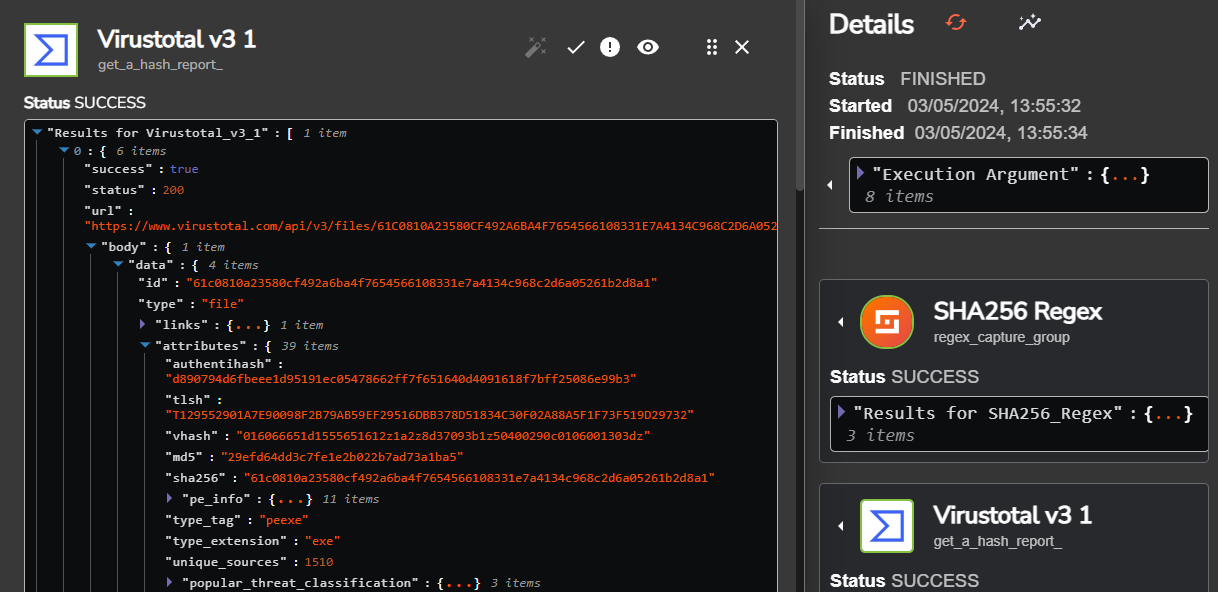 Virustotal v3 1
get_a_hash_report_
Status SUCCESS
"Results for Virustotal_v3_1" : [ 1 item
0 : { 6 items
"success" : true
"status" : 200
"url" :
"https://www.virustotal.com/api/v3/files/61C0810A23580CF492A6BA4F7654566108331E7A4134C968C2D6A052
"body" : { 1 item
"data" : { 4 items
"id" : "61c0810a23580cf492a6ba4f7654566108331e7a4134c968c2d6a05261b2d8a1"
"type" : "file"
"links" : {...} 1 item
"attributes" : { 39 items
"authentihash" :
"d890794d6fbeee1d95191ec05478662ff7f651640d4091618f7bff25086e99b3"
"tlsh" :
"T129552901A7E90098F2B79AB59EF29516DBB378D51834C30F02A88A5F1F73F519D29732"
"vhash" : "016066651d1555651612z1a2z8d37093b1z50400290c0106001303dz"
"md5" : "29efd64dd3c7fe1e2b022b7ad73a1ba5"
"sha256" : "61c0810a23580cf492a6ba4f7654566108331e7a4134c968c2d6a05261b2d8a1"
"pe_info" : {...} 11 items
"type_tag" : "peexe"
"type_extension" : "exe"
"unique_sources" : 1510
"popular_threat_classification" : {...} 3 items
Details
Status FINISHED
Started 03/05/2024, 13:55:32
Finished 03/05/2024, 13:55:34
"Execution Argument" : {...}
8 items
SHA256 Regex
regex_capture_group
Status SUCCESS
"Results for SHA256_Regex" : {...}
3 items
Virustotal v3 1
get_a_hash_report_
Status SUCCESS